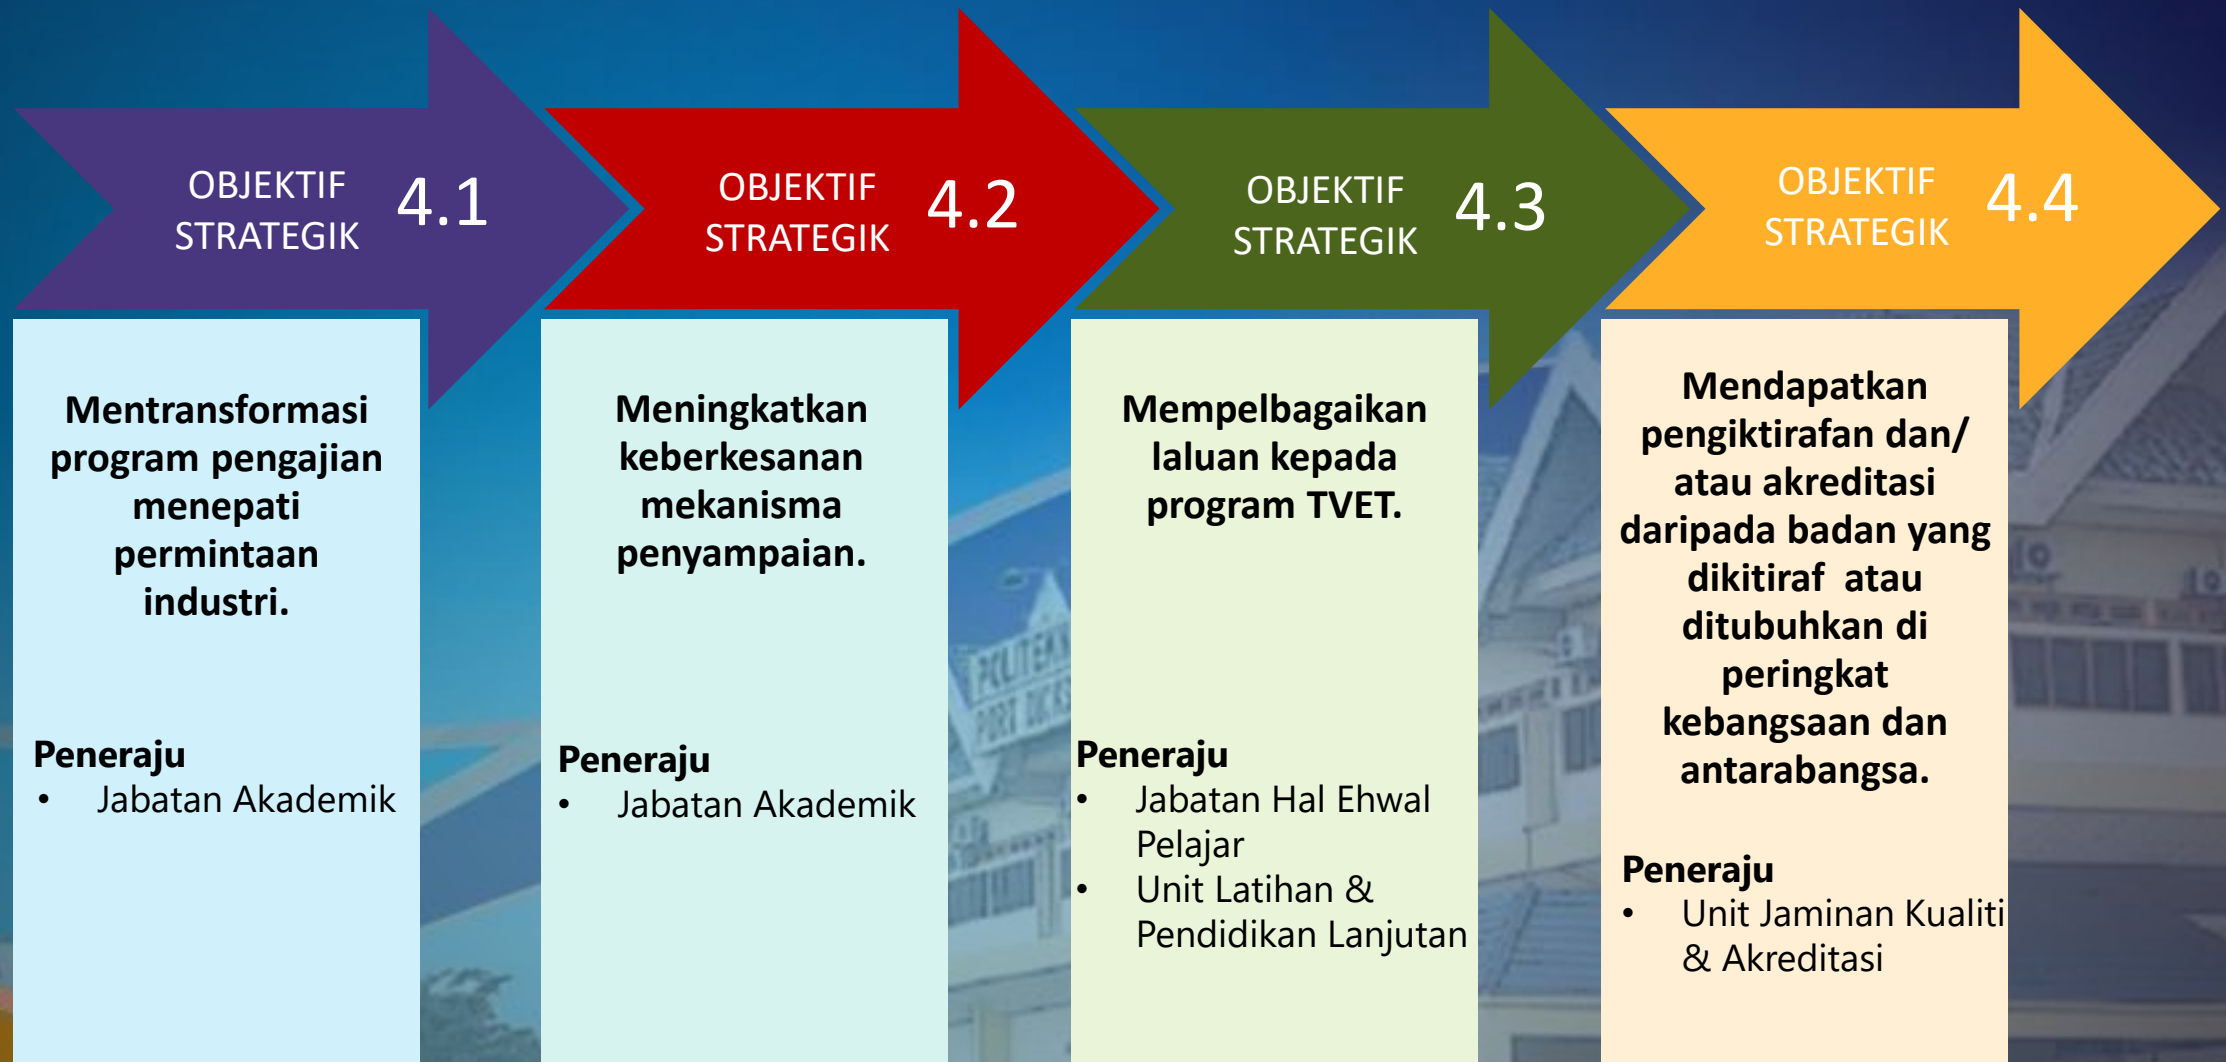 OBJEKTIF
STRATEGIK
4.1
Mentransformasi
program pengajian
menepati
permintaan
industri.
Peneraju
• Jabatan Akademik
OBJEKTIF
STRATEGIK
4.2
Meningkatkan
keberkesanan
mekanisma
penyampaian.
Peneraju
• Jabatan Akademik
OBJEKTIF
STRATEGIK
4.3
Mempelbagaikan
laluan kepada
program TVET.
Peneraju
• Jabatan Hal Ehwal
Pelajar
• Unit Latihan &
Pendidikan Lanjutan
OBJEKTIF
STRATEGIK
4.4
Mendapatkan
pengiktirafan dan/
atau akreditasi
daripada badan yang
dikitiraf atau
ditubuhkan di
peringkat
kebangsaan dan
antarabangsa.
Peneraju
• Unit Jaminan Kualiti
& Akreditasi